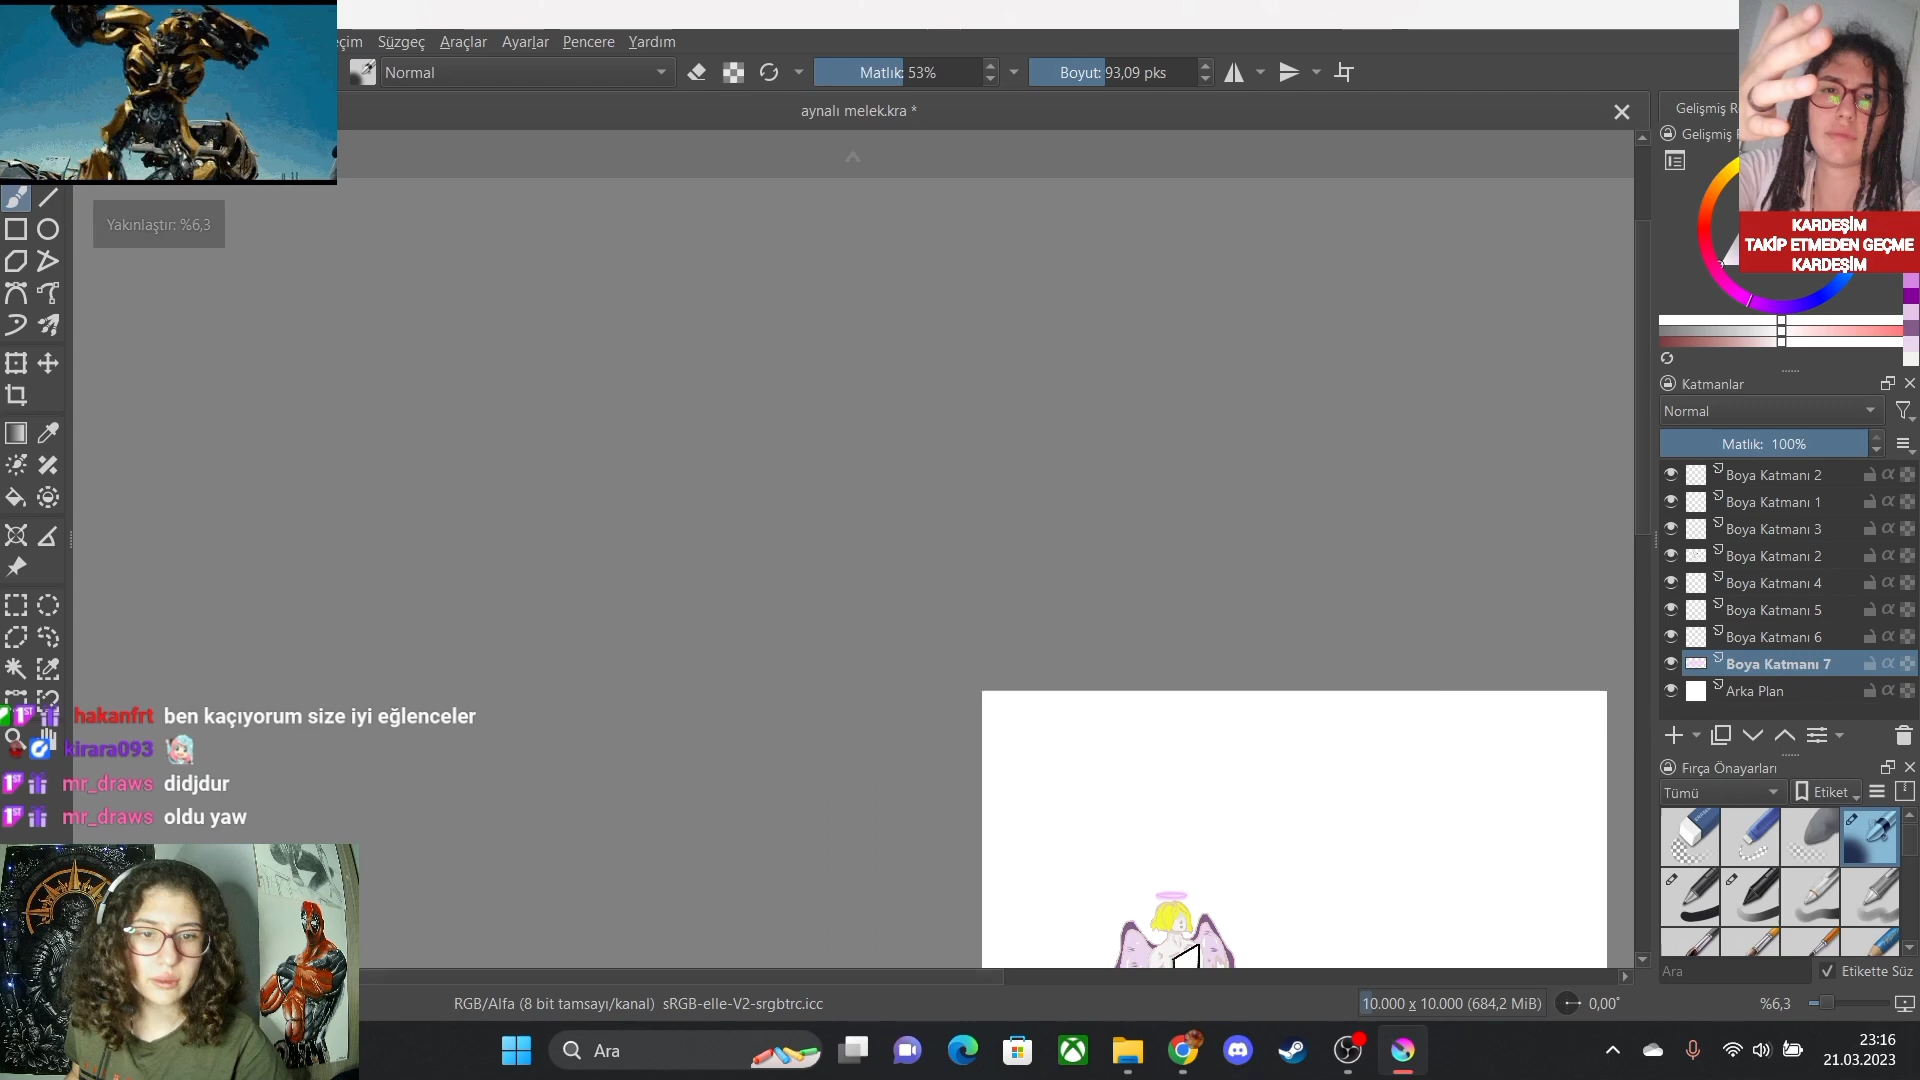 eçim Süzgeç Araçlar Ayarlar Pencere Yardım
Normal
Matlık: 53%
Boyut: 93,09 pks
aynalı melek.kra *
Yakınlaştır: %6,3
Gelişmiş R
Gelişmiş
KARDEŞİM
TAKİP ETMEDEN GEÇME
KARDEŞİM
Katmanlar
Normal
Matlık: 100%
Boya Katmanı 2
Boya Katmanı 1
Boya Katmanı 3
Boya Katmanı 2
Boya Katmanı 4
Boya Katmanı 5
Boya Katmanı 6
Boya Katmanı 7
Arka Plan
Fırça Önayarları
Tümü
Etiket
Ara
Etikette Süz
hakanfrt ben kaçıyorum size iyi eğlenceler
kirara093
mr_draws didjdur
mr_draws oldu yaw
RGB/Alfa (8 bit tamsayı/kanal) sRGB-elle-V2-srgbtrc.icc
10.000 x 10.000 (684,2 MiB)
0,00°
%6,3
Ara
23:16
21.03.2023